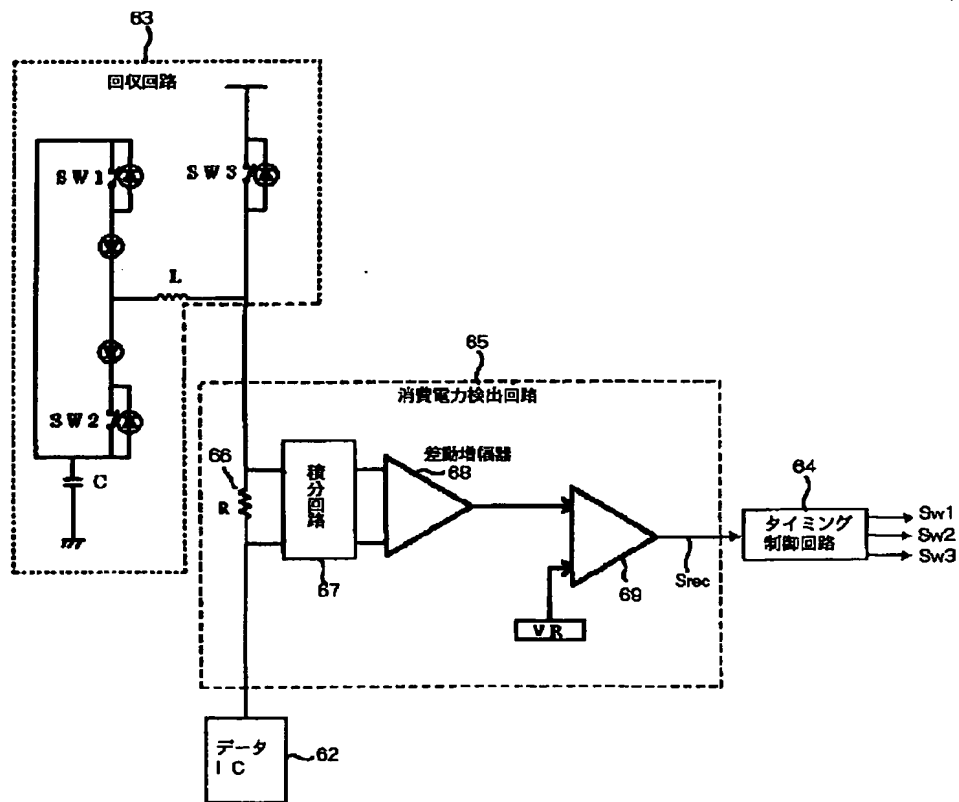 63
回収回路
SW1
SW3
L
SW2
C
65
消費電力検出回路
66
R
積分回路
67
差動増幅器
68
69
VR
Srec
64
タイミング
制御回路
Sw1
Sw2
Sw3
データ
IC
62